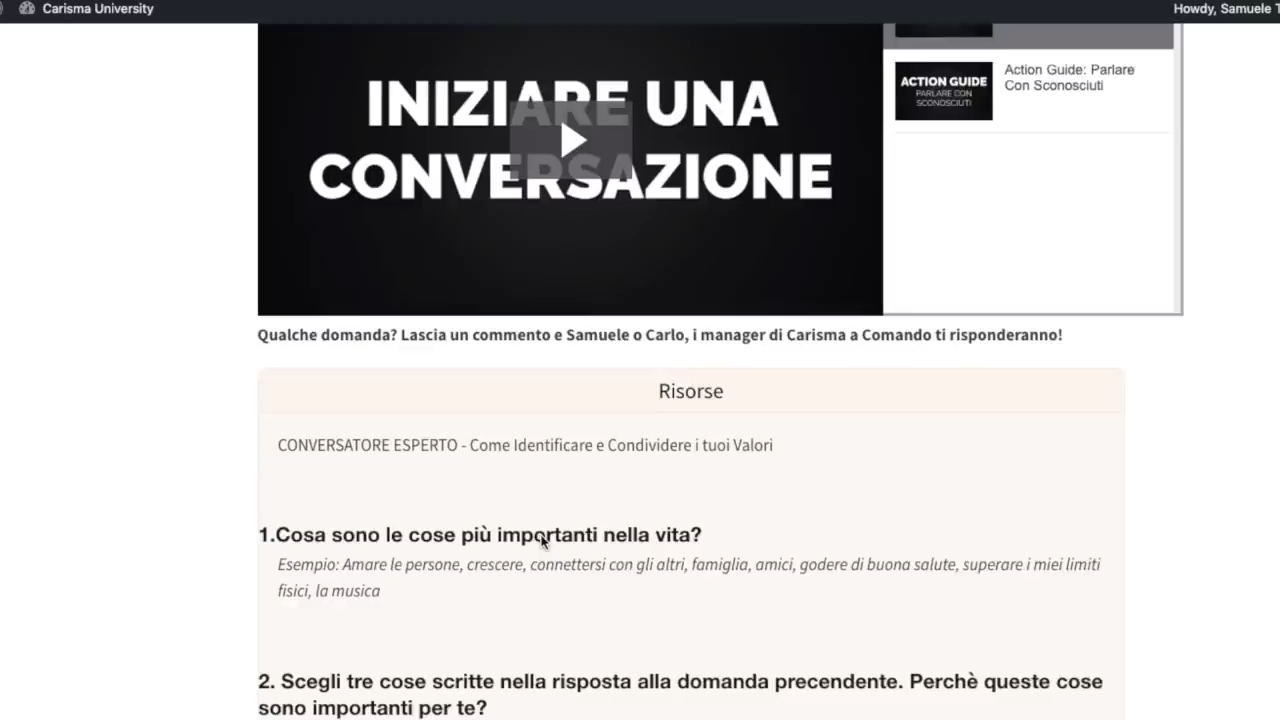 Carisma University
Howdy, Samuele T
INIZIARE UNA
CONVERSAZIONE
ACTION GUIDE
PARLARE CON
SCONOSCIUTI
Action Guide: Parlare
Con Sconosciuti
Qualche domanda? Lascia un commento e Samuele o Carlo, i manager di Carisma a Comando ti risponderanno!
Risorse
CONVERSATORE ESPERTO - Come Identificare e Condividere i tuoi Valori
1.Cosa sono le cose più importanti nella vita?
Esempio: Amare le persone, crescere, connettersi con gli altri, famiglia, amici, godere di buona salute, superare i miei limiti
fisici, la musica
2. Scegli tre cose scritte nella risposta alla domanda precendente. Perchè queste cose
sono importanti per te?